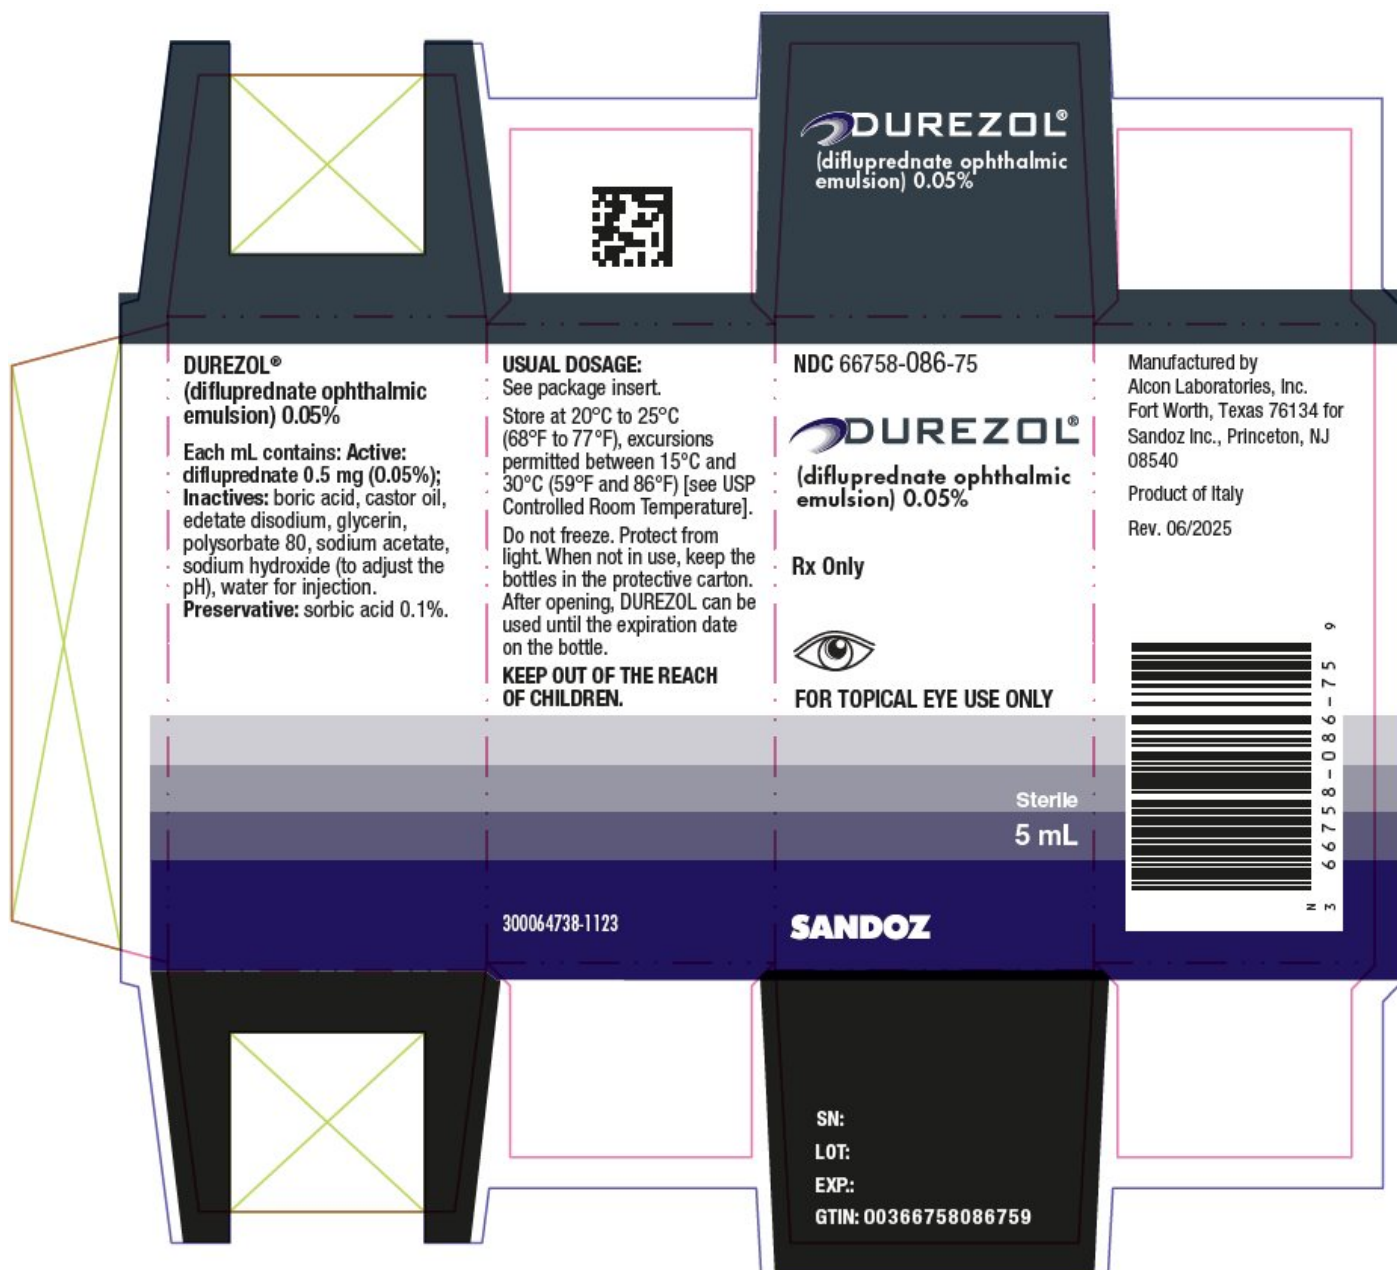 DUREZOL®
(difluprednate ophthalmic
emulsion) 0.05%
DUREZOL®
(difluprednate ophthalmic
emulsion) 0.05%
Each mL contains: Active:
difluprednate 0.5 mg (0.05%);
Inactives: boric acid, castor oil,
edetate disodium, glycerin,
polysorbate 80, sodium acetate,
sodium hydroxide (to adjust the
pH), water for injection.
Preservative: sorbic acid 0.1%.
USUAL DOSAGE:
See package insert.
Store at 20°C to 25°C
(68°F to 77°F), excursions
permitted between 15°C and
30°C (59°F and 86°F) [see USP
Controlled Room Temperature].
Do not freeze. Protect from
light. When not in use, keep the
bottles in the protective carton.
After opening, DUREZOL can be
used until the expiration date
on the bottle.
KEEP OUT OF THE REACH
OF CHILDREN.
300064738-1123
NDC 66758-086-75
DUREZOL®
(difluprednate ophthalmic
emulsion) 0.05%
Rx Only
FOR TOPICAL EYE USE ONLY
Sterile
5 mL
SANDOZ
Manufactured by
Alcon Laboratories, Inc.
Fort Worth, Texas 76134 for
Sandoz Inc., Princeton, NJ
08540
Product of Italy
Rev. 06/2025
N
3 66758-086-75 9
SN:
LOT:
EXP.:
GTIN: 00366758086759